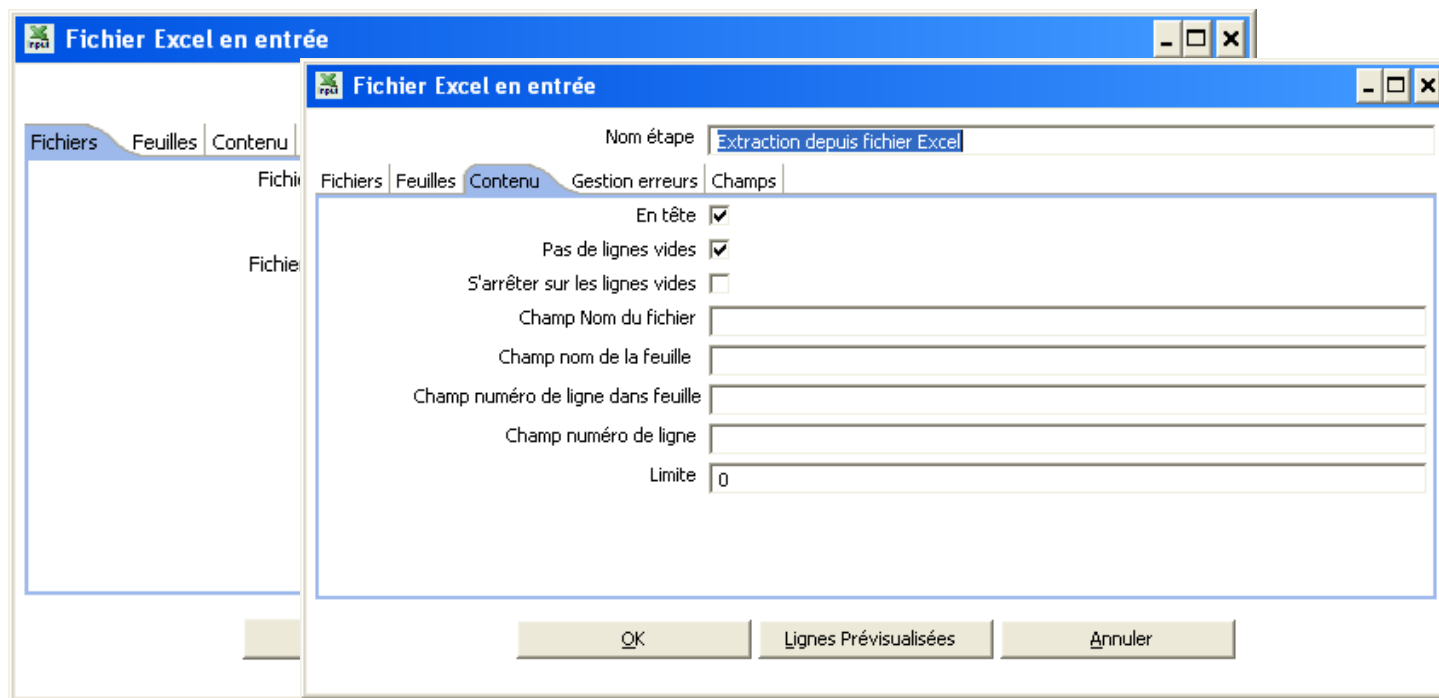 Fichier Excel en entrée
Fichiers Feuilles Contenu
Fichier Excel en entrée
Nom étape Extraction depuis fichier Excel
Fichiers Feuilles Contenu Gestion erreurs Champs
En tête
Pas de lignes vides
S'arrêter sur les lignes vides
Champ Nom du fichier
Champ nom de la feuille
Champ numéro de ligne dans feuille
Champ numéro de ligne
Limite 0
OK Lignes Prévisualisées Annuler